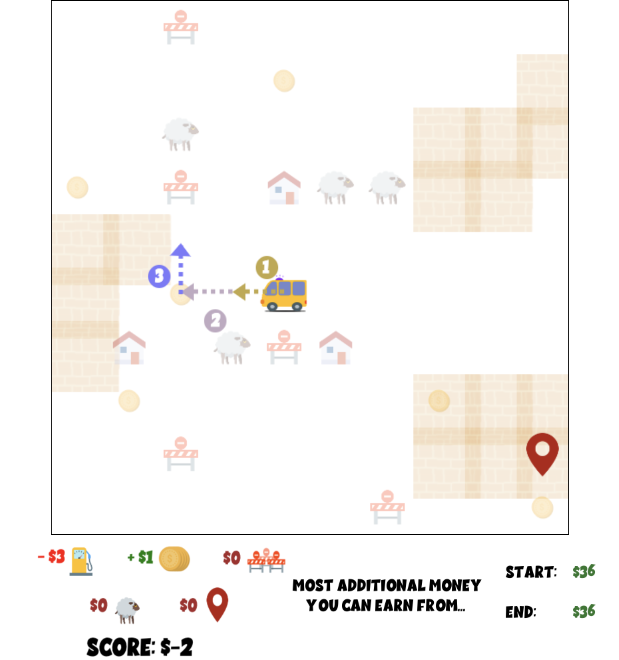 1
3
2
- $3
+ $1
$0
START: $36
MOST ADDITIONAL MONEY
YOU CAN EARN FROM...
$0
$0
END: $36
SCORE: $-2